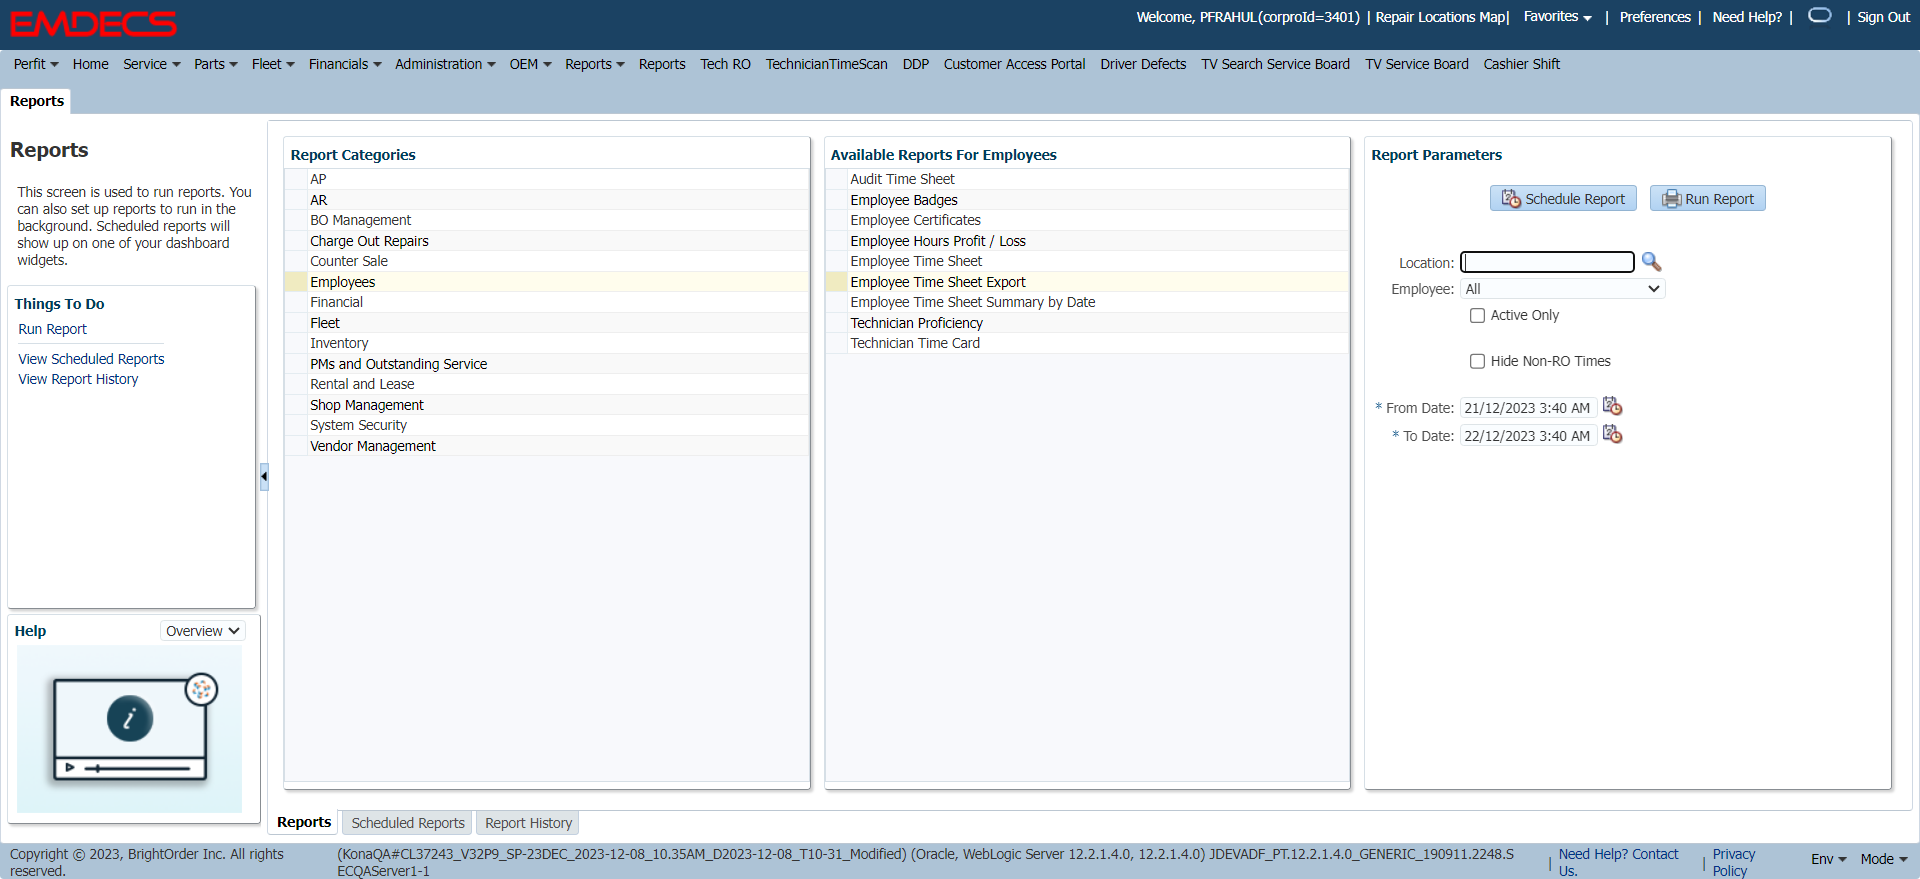 EMDECS
Welcome, PFRAHUL(corproId=3401) | Repair Locations Map| Favorites | Preferences | Need Help? | | Sign Out
Perfit Home Service Parts Fleet Financials Administration OEM Reports Reports Tech RO TechnicianTimeScan DDP Customer Access Portal Driver Defects TV Search Service Board TV Service Board Cashier Shift
Reports
Reports
This screen is used to run reports. You
can also set up reports to run in the
background. Scheduled reports will
show up on one of your dashboard
widgets.
Things To Do
Run Report
View Scheduled Reports
View Report History
Help
Overview
Report Categories
AP
AR
BO Management
Charge Out Repairs
Counter Sale
Employees
Financial
Fleet
Inventory
PMs and Outstanding Service
Rental and Lease
Shop Management
System Security
Vendor Management
Available Reports For Employees
Audit Time Sheet
Employee Badges
Employee Certificates
Employee Hours Profit / Loss
Employee Time Sheet
Employee Time Sheet Export
Employee Time Sheet Summary by Date
Technician Proficiency
Technician Time Card
Report Parameters
Schedule Report Run Report
Location:
Employee: All
Active Only
Hide Non-RO Times
* From Date: 21/12/2023 3:40 AM
* To Date: 22/12/2023 3:40 AM
Reports Scheduled Reports Report History
Copyright © 2023, BrightOrder Inc. All rights
reserved.
(KonaQA#CL37243_V32P9_SP-23DEC_2023-12-08_10.35AM_D2023-12-08_T10-31_Modified) (Oracle, WebLogic Server 12.2.1.4.0, 12.2.1.4.0) JDEVADF_PT.12.2.1.4.0_GENERIC_190911.2248.S
ECQAServer1-1
| Need Help? Contact
Us.
| Privacy
Policy
Env Mode